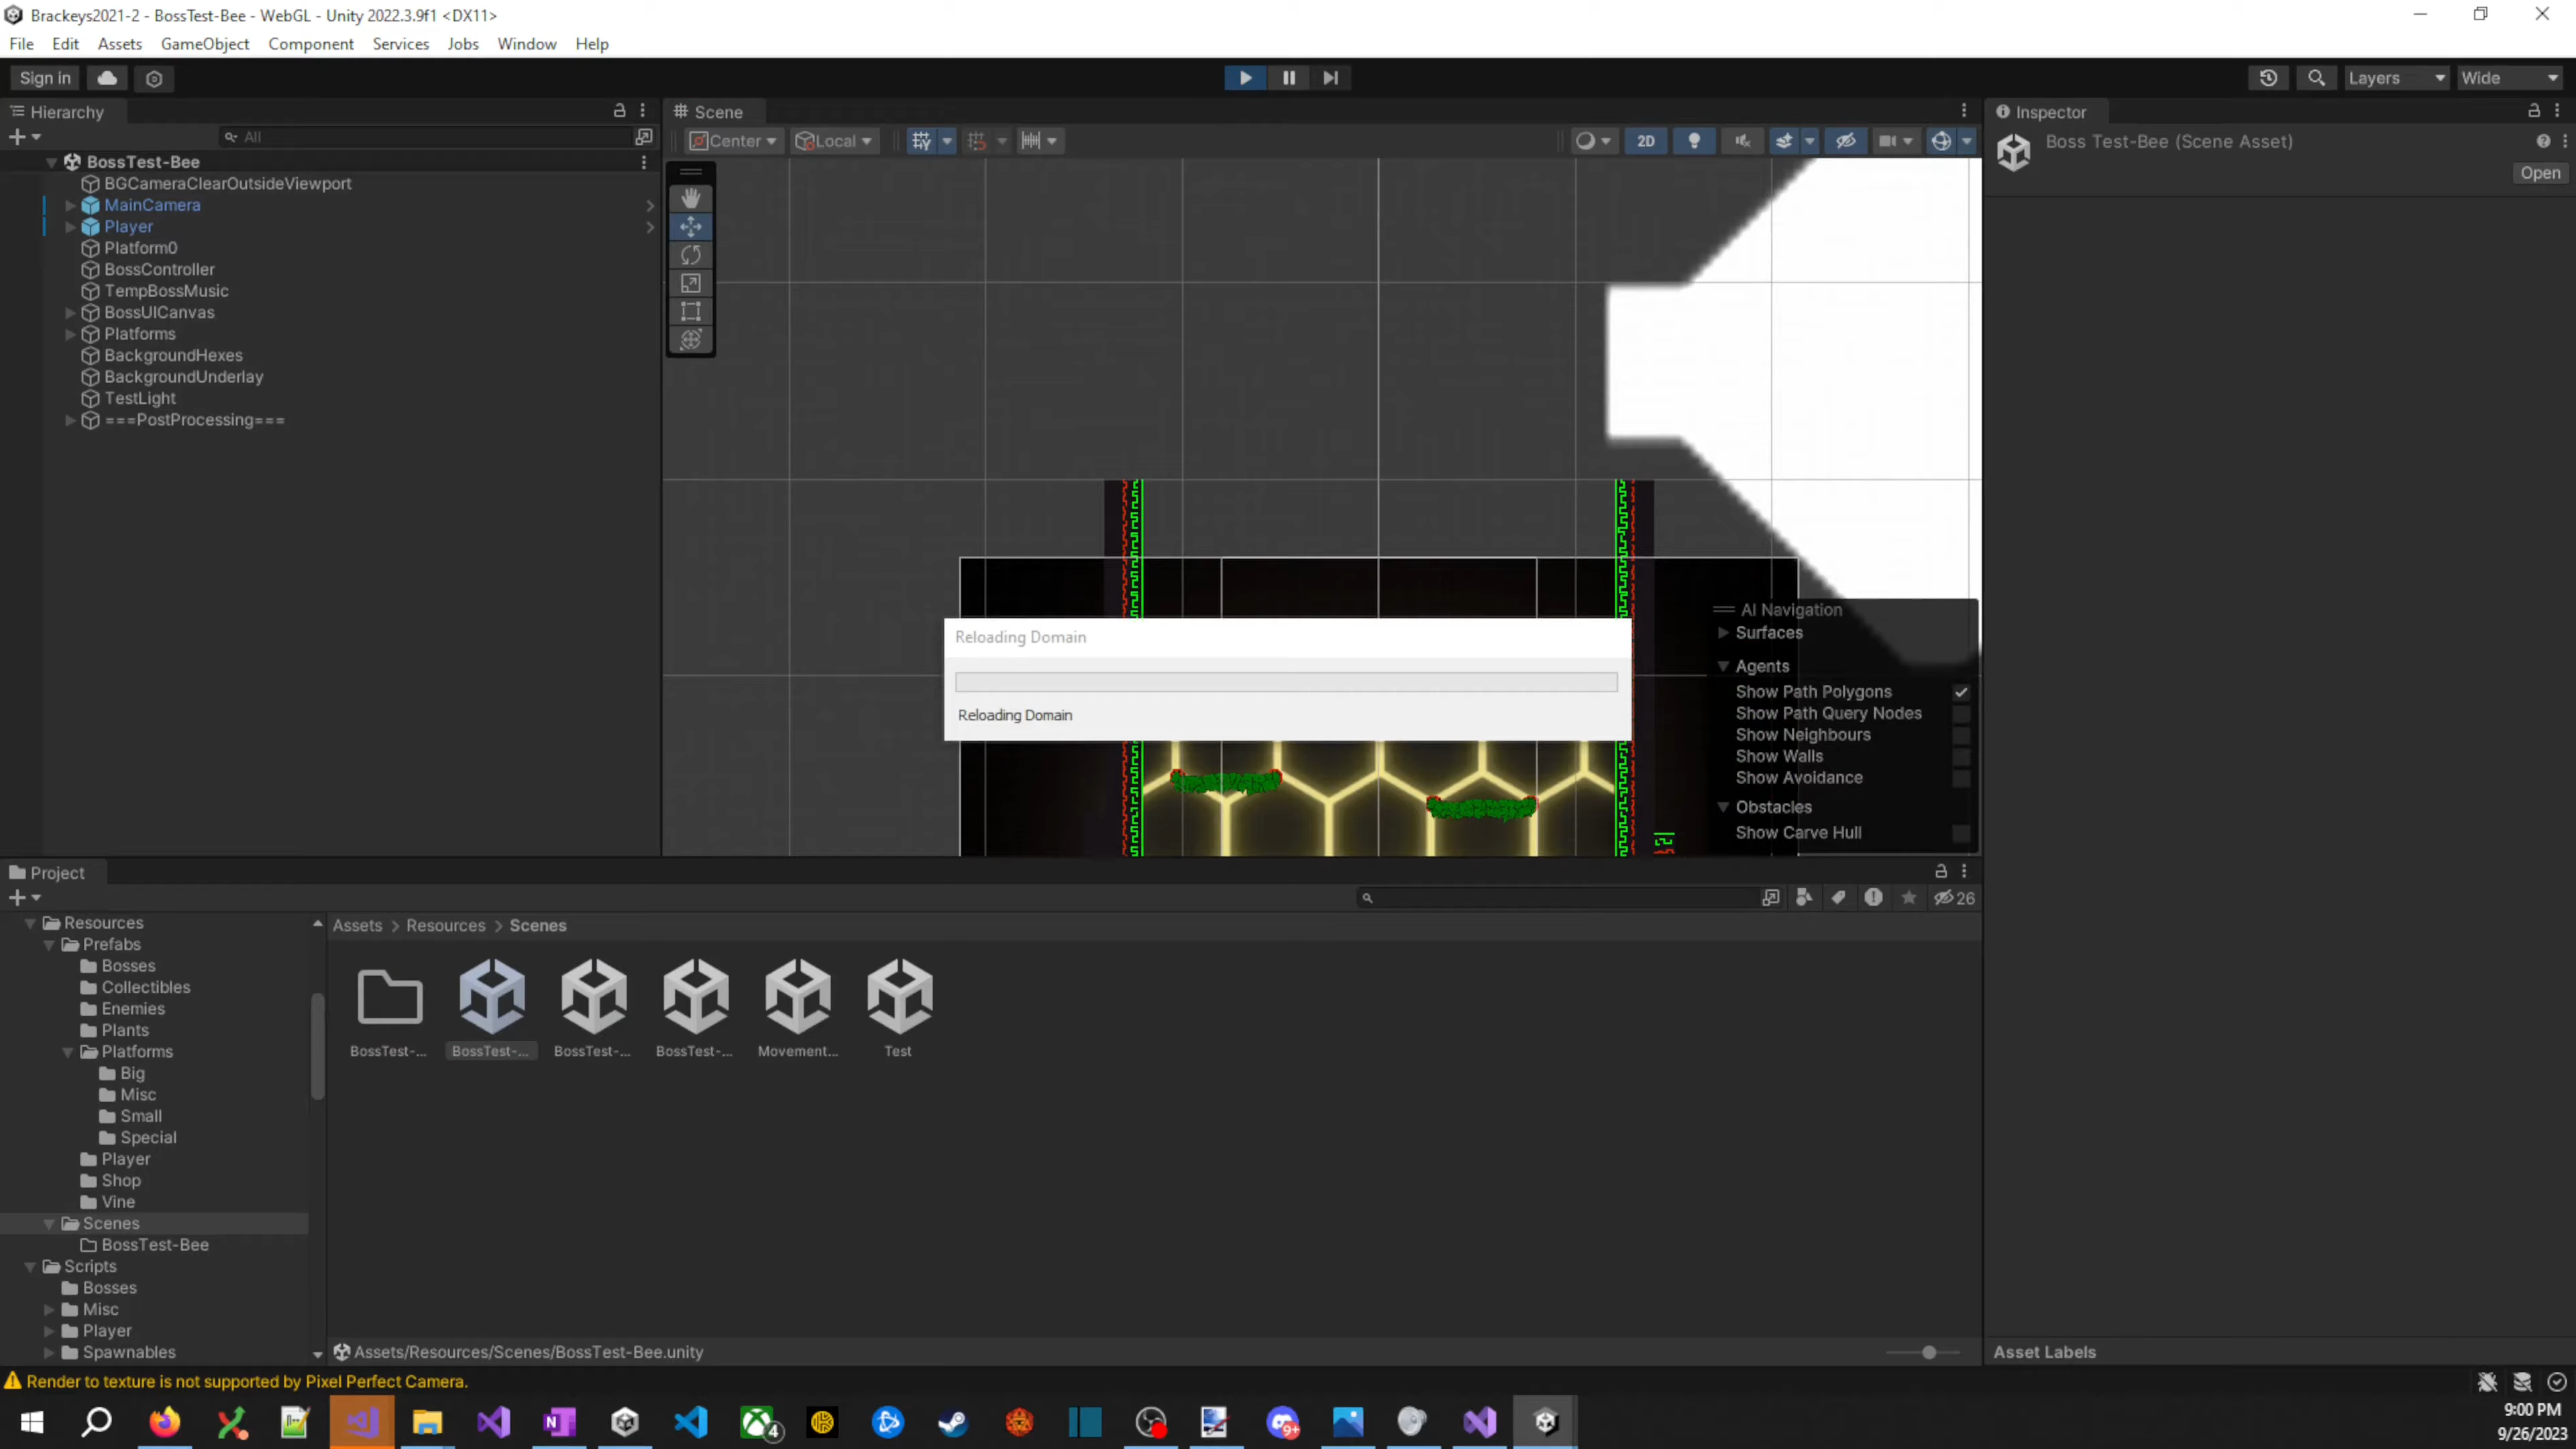 Brackeys2021-2 - BossTest-Bee - WebGL - Unity 2022.3.9f1 <DX11>
File Edit Assets GameObject Component Services Jobs Window Help
Sign in
Layers
Wide
Hierarchy
All
BossTest-Bee
BGCameraClearOutsideViewport
MainCamera
Player
Platform0
BossController
TempBossMusic
BossUICanvas
Platforms
BackgroundHexes
BackgroundUnderlay
TestLight
===PostProcessing===
Scene
Center
Local
2D
Inspector
Boss Test-Bee (Scene Asset)
Open
Reloading Domain
Reloading Domain
AI Navigation
Surfaces
Agents
Show Path Polygons
Show Path Query Nodes
Show Neighbours
Show Walls
Show Avoidance
Obstacles
Show Carve Hull
Project
26
Resources
Prefabs
Bosses
Collectibles
Enemies
Plants
Platforms
Big
Misc
Small
Special
Player
Shop
Vine
Scenes
BossTest-Bee
Scripts
Bosses
Misc
Player
Spawnables
Assets > Resources > Scenes
BossTest-...
BossTest-...
BossTest-...
BossTest-...
Movement...
Test
Assets/Resources/Scenes/BossTest-Bee.unity
Asset Labels
Render to texture is not supported by Pixel Perfect Camera.
4
9+
9:00 PM
9/26/2023